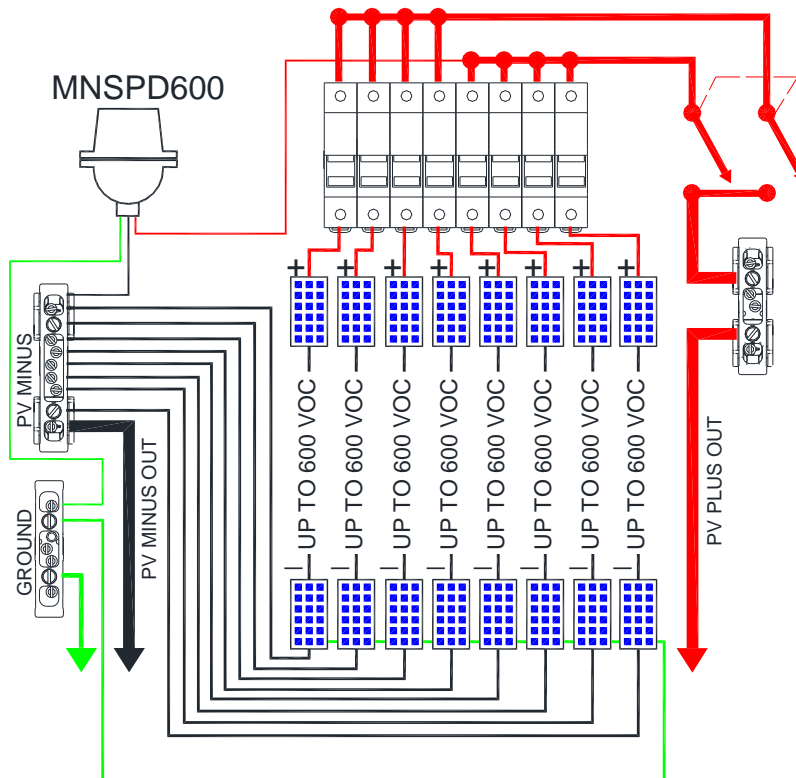 MNSPD600
+ + + + + + + +
PV MINUS
UP TO 600 VOC
UP TO 600 VOC
UP TO 600 VOC
UP TO 600 VOC
UP TO 600 VOC
UP TO 600 VOC
UP TO 600 VOC
UP TO 600 VOC
PV MINUS OUT
PV PLUS OUT
GROUND